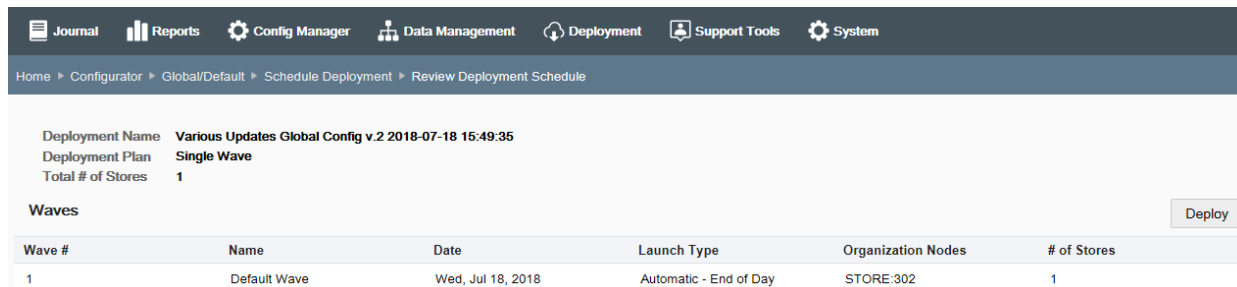 Journal Reports Config Manager Data Management Deployment Support Tools System
Home ▸ Configurator ▸ Global/Default ▸ Schedule Deployment ▸ Review Deployment Schedule
Deployment Name Various Updates Global Config v.2 2018-07-18 15:49:35
Deployment Plan Single Wave
Total # of Stores 1
Waves Deploy
Wave # Name Date Launch Type Organization Nodes # of Stores
1 Default Wave Wed, Jul 18, 2018 Automatic - End of Day STORE:302 1